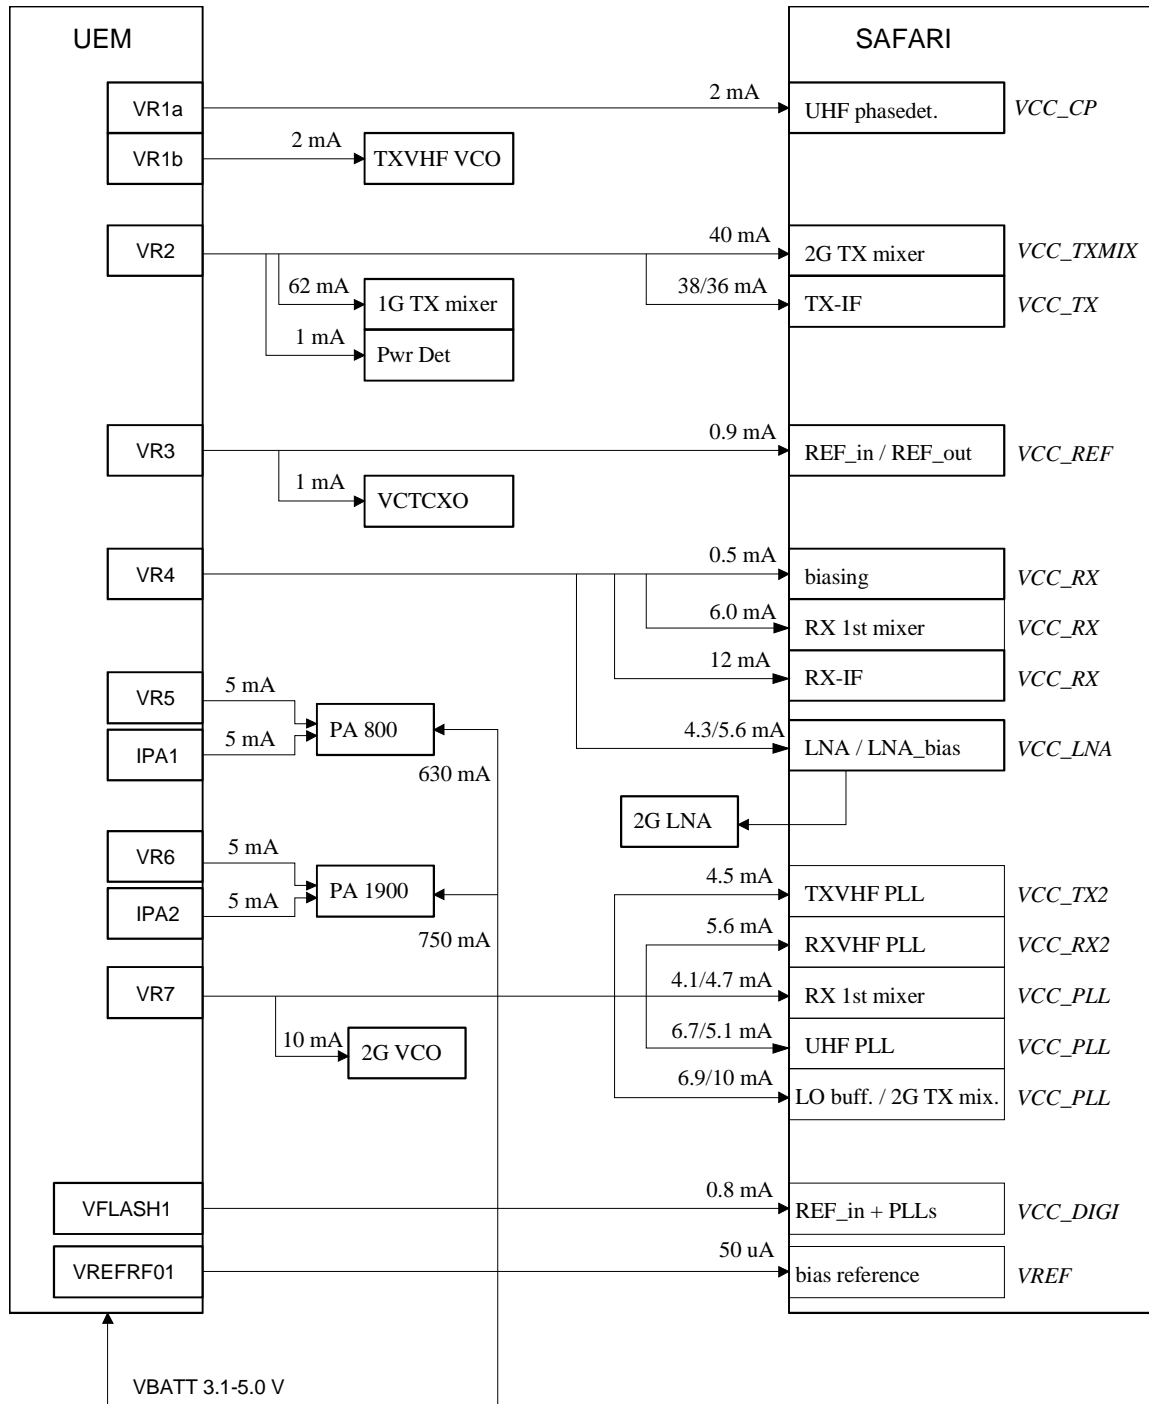 UEM
SAFARI
VR1a
2 mA
UHF phasedet.
VCC_CP
VR1b
2 mA
TXVHF VCO
VR2
40 mA
2G TX mixer
VCC_TXMIX
62 mA
1G TX mixer
38/36 mA
TX-IF
VCC_TX
1 mA
Pwr Det
VR3
0.9 mA
REF_in / REF_out
VCC_REF
1 mA
VCTCXO
VR4
0.5 mA
biasing
VCC_RX
6.0 mA
RX 1st mixer
VCC_RX
12 mA
RX-IF
VCC_RX
VR5
5 mA
PA 800
IPA1
5 mA
630 mA
4.3/5.6 mA
LNA / LNA_bias
VCC_LNA
2G LNA
VR6
5 mA
PA 1900
IPA2
5 mA
750 mA
4.5 mA
TXVHF PLL
VCC_TX2
5.6 mA
RXVHF PLL
VCC_RX2
VR7
4.1/4.7 mA
RX 1st mixer
VCC_PLL
10 mA
2G VCO
6.7/5.1 mA
UHF PLL
VCC_PLL
6.9/10 mA
LO buff. / 2G TX mix.
VCC_PLL
VFLASH1
0.8 mA
REF_in + PLLs
VCC_DIGI
VREFRF01
50 uA
bias reference
VREF
VBATT 3.1-5.0 V